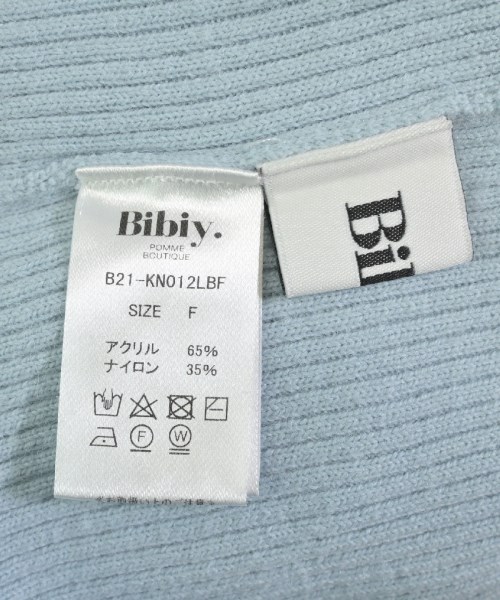 Bibiy.
POMME
BOUTIQUE
B21-KN012LBF
SIZE F
アクリル 65%
ナイロン 35%
F W
Bi